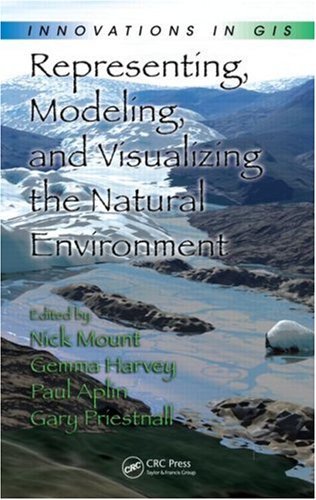 INNOVATIONS IN GIS
Representing,
Modeling,
and Visualizing
the Natural
Environment
Edited by
Nick Mount
Gemma Harvey
Paul Aplin
Gary Priestnall
CRC Press
Taylor & Francis Group